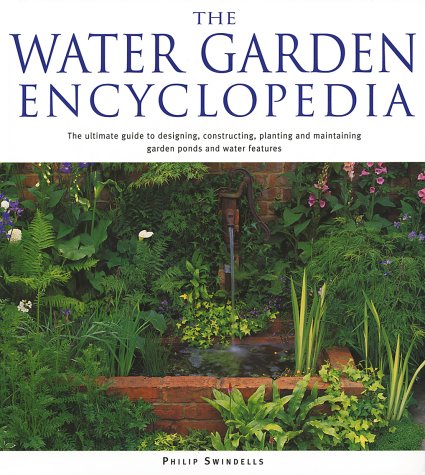 THE
WATER GARDEN
ENCYCLOPEDIA
The ultimate guide to designing, constructing, planting and maintaining
garden ponds and water features
PHILIP SWINDELLS